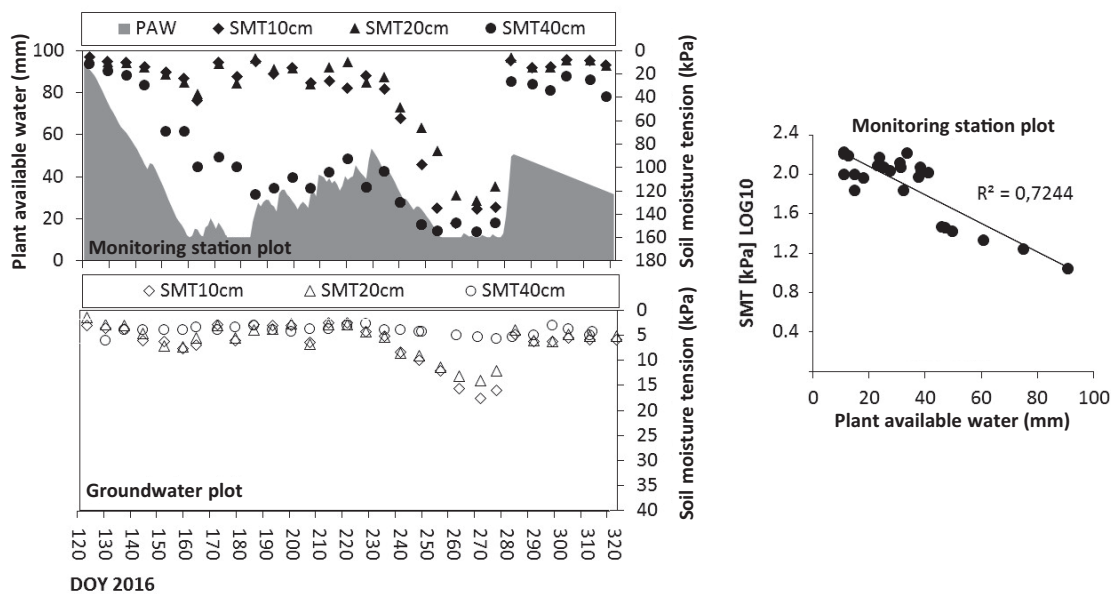 PAW SMT10cm SMT20cm SMT40cm
Plant available water (mm)
100
80
60
40
20
0
0
20
40
60
80
100
120
140
160
180
Soil moisture tension (kPa)
Monitoring station plot
SMT10cm SMT20cm SMT40cm
0
5
10
15
20
25
30
35
40
Soil moisture tension (kPa)
Groundwater plot
120 130 140 150 160 170 180 190 200 210 220 230 240 250 260 270 280 290 300 310 320
DOY 2016
Monitoring station plot
SMT [kPa] LOG10
2.4
2.0
1.6
1.2
0.8
0.4
R² = 0,7244
0 20 40 60 80 100
Plant available water (mm)